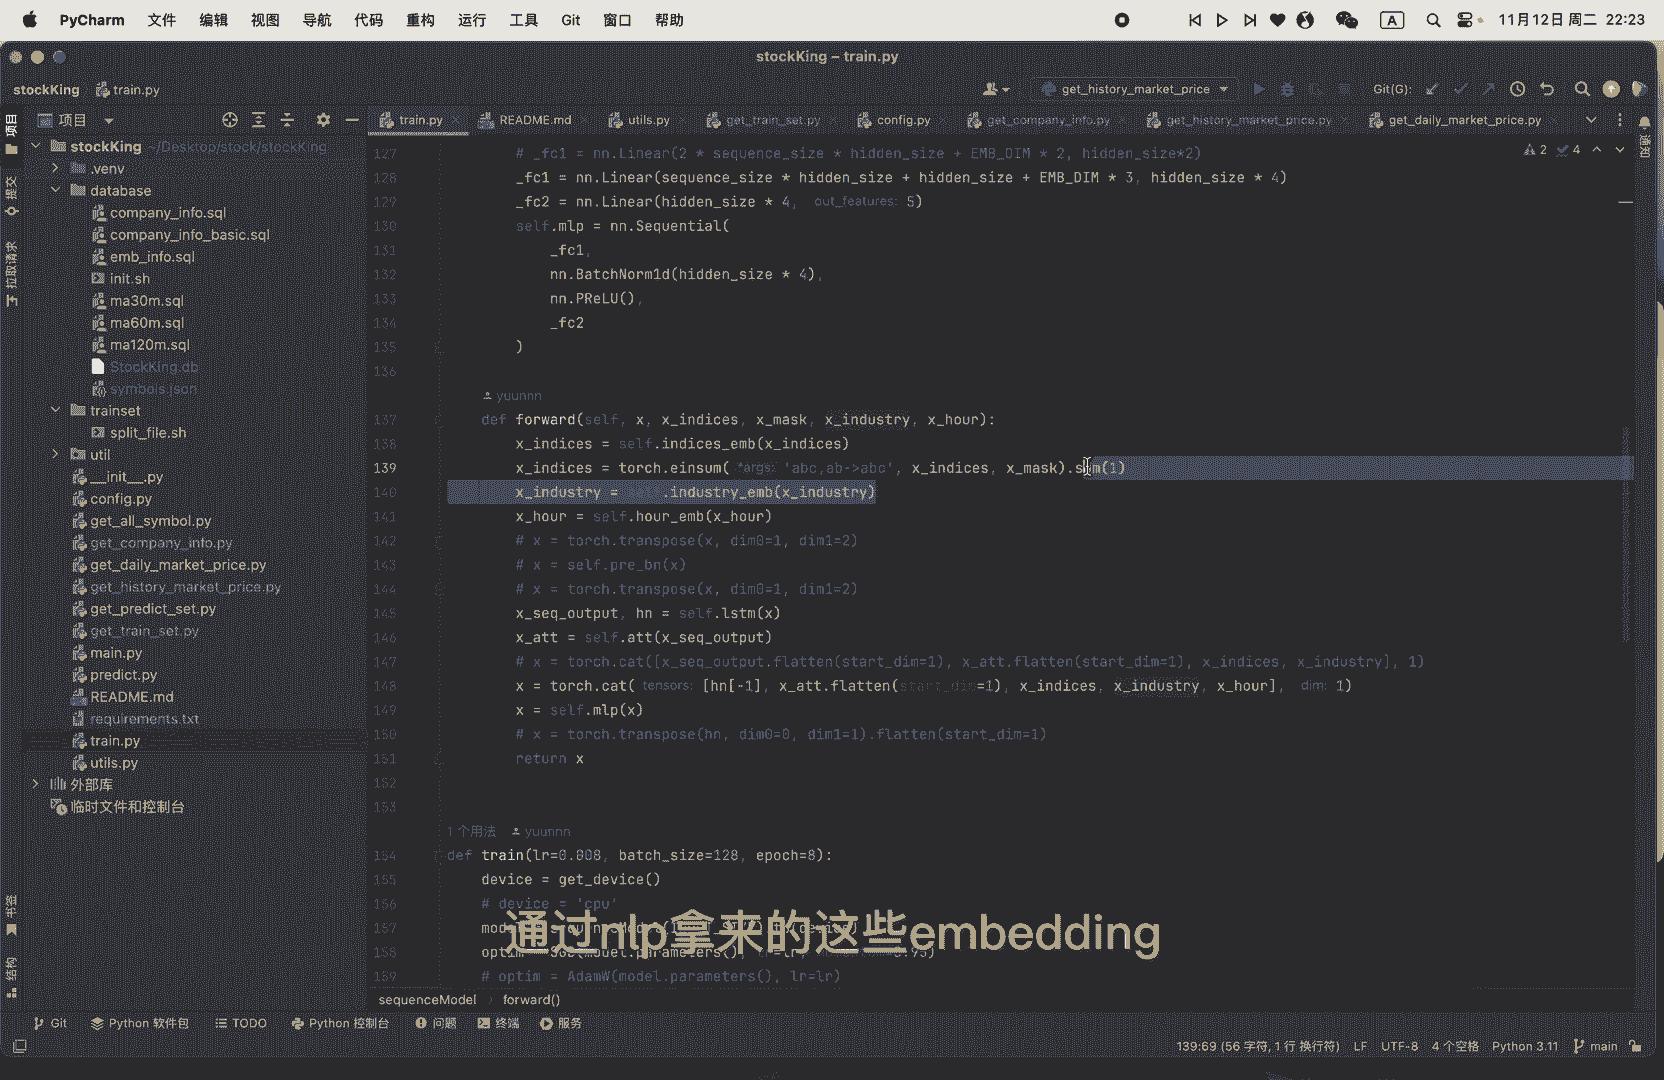 PyCharm 文件 编辑 视图 导航 代码 重构 运行 工具 Git 窗口 帮助 A 11月12日 周二 22:23
stockKing – train.py
stockKing train.py get_history_market_price Git(G):
项目 train.py README.md utils.py get_train_set.py config.py get_company_info.py get_history_market_price.py get_daily_market_price.py
项目
提交
拉取请求
书签
结构
通知
stockKing ~/Desktop/stock/stockKing
.venv
database
company_info.sql
company_info_basic.sql
emb_info.sql
init.sh
ma30m.sql
ma60m.sql
ma120m.sql
StockKing.db
symbols.json
trainset
split_file.sh
util
__init__.py
config.py
get_all_symbol.py
get_company_info.py
get_daily_market_price.py
get_history_market_price.py
get_predict_set.py
get_train_set.py
main.py
predict.py
README.md
requirements.txt
train.py
utils.py
外部库
临时文件和控制台
2 4
127 # _fc1 = nn.Linear(2 * sequence_size * hidden_size + EMB_DIM * 2, hidden_size*2)
128 _fc1 = nn.Linear(sequence_size * hidden_size + hidden_size + EMB_DIM * 3, hidden_size * 4)
129 _fc2 = nn.Linear(hidden_size * 4, out_features: 5)
130 self.mlp = nn.Sequential(
131 _fc1,
132 nn.BatchNorm1d(hidden_size * 4),
133 nn.PReLU(),
134 _fc2
135 )
136
yuunnn
137 def forward(self, x, x_indices, x_mask, x_industry, x_hour):
138 x_indices = self.indices_emb(x_indices)
139 x_indices = torch.einsum( *args: 'abc,ab->abc', x_indices, x_mask).sum(1)
140 x_industry = self.industry_emb(x_industry)
141 x_hour = self.hour_emb(x_hour)
142 # x = torch.transpose(x, dim0=1, dim1=2)
143 # x = self.pre_bn(x)
144 # x = torch.transpose(x, dim0=1, dim1=2)
145 x_seq_output, hn = self.lstm(x)
146 x_att = self.att(x_seq_output)
147 # x = torch.cat([x_seq_output.flatten(start_dim=1), x_att.flatten(start_dim=1), x_indices, x_industry], 1)
148 x = torch.cat( tensors: [hn[-1], x_att.flatten(start_dim=1), x_indices, x_industry, x_hour], dim: 1)
149 x = self.mlp(x)
150 # x = torch.transpose(hn, dim0=0, dim1=1).flatten(start_dim=1)
151 return x
152
153
1 个用法 yuunnn
154 def train(lr=0.008, batch_size=128, epoch=8):
155 device = get_device()
156 # device = 'cpu'
157
158 optim
159 # optim = AdamW(model.parameters(), lr=lr)
通过nlp拿来的这些embedding
sequenceModel forward()
Git Python 软件包 TODO Python 控制台 问题 终端 服务
139:69 (56 字符, 1 行 换行符) LF UTF-8 4 个空格 Python 3.11 main